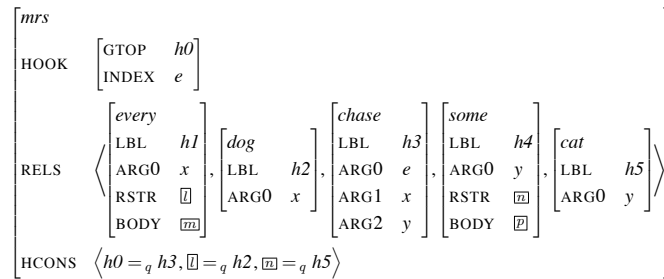 mrs
HOOK GTOP h0
INDEX e
RELS ⟨ every
LBL h1
ARG0 x
RSTR l
BODY m
, dog
LBL h2
ARG0 x
, chase
LBL h3
ARG0 e
ARG1 x
ARG2 y
, some
LBL h4
ARG0 y
RSTR n
BODY p
, cat
LBL h5
ARG0 y ⟩
HCONS ⟨h0 =q h3, l =q h2, n =q h5⟩